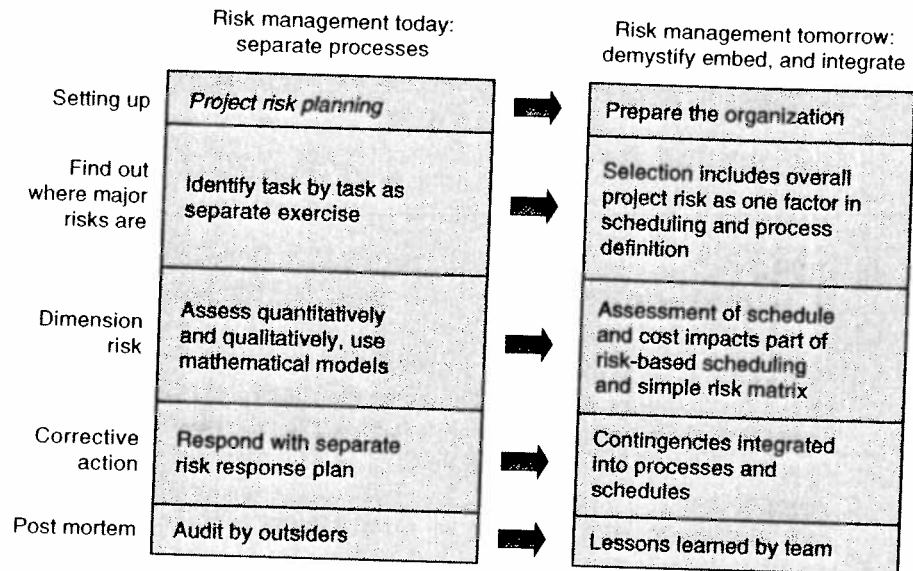 Risk management today:
separate processes
Risk management tomorrow:
demystify embed, and integrate
Setting up
Project risk planning
Prepare the organization
Find out
where major
risks are
Identify task by task as
separate exercise
Selection includes overall
project risk as one factor in
scheduling and process
definition
Dimension
risk
Assess quantitatively
and qualitatively, use
mathematical models
Assessment of schedule
and cost impacts part of
risk-based scheduling
and simple risk matrix
Corrective
action
Respond with separate
risk response plan
Contingencies integrated
into processes and
schedules
Post mortem
Audit by outsiders
Lessons learned by team